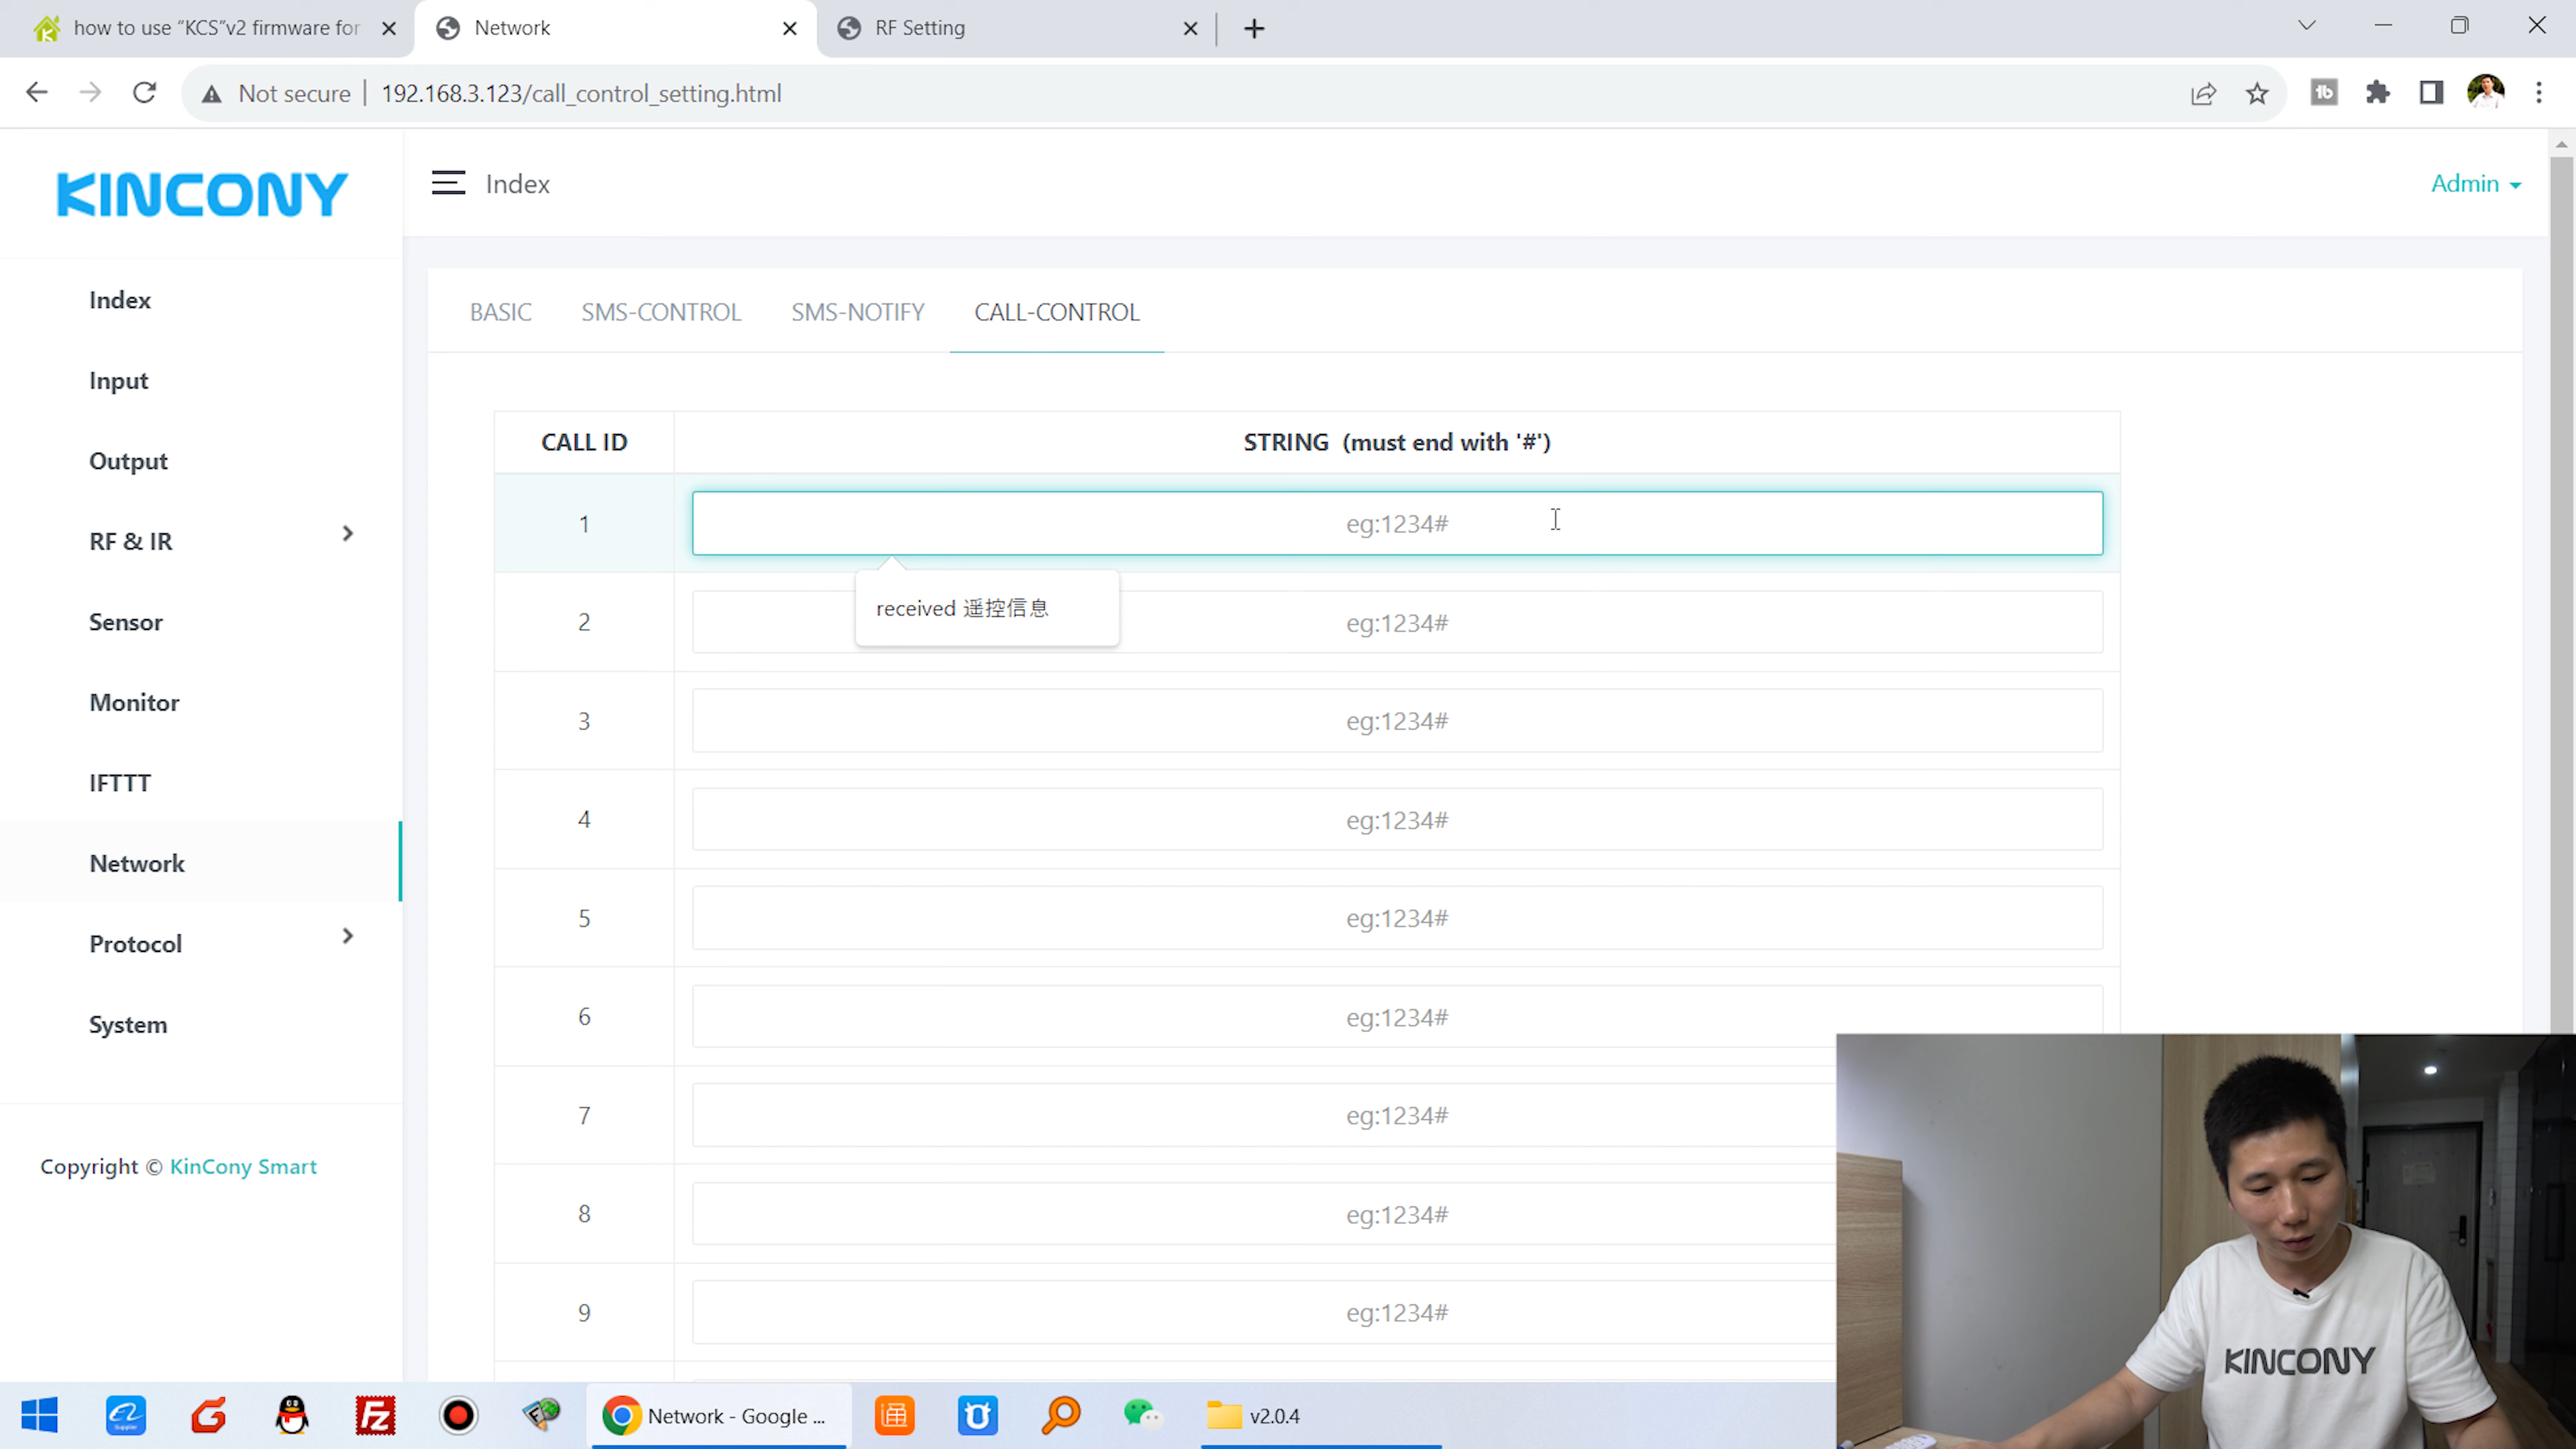 how to use “KCS”v2 firmware for
Network
RF Setting
Not secure
192.168.3.123/call_control_setting.html
KINCONY
Index
Admin
Index
Input
Output
RF & IR
Sensor
Monitor
IFTTT
Network
Protocol
System
Copyright © KinCony Smart
BASIC
SMS-CONTROL
SMS-NOTIFY
CALL-CONTROL
CALL ID
STRING (must end with '#')
1
eg:1234#
received 遥控信息
2
eg:1234#
3
eg:1234#
4
eg:1234#
5
eg:1234#
6
eg:1234#
7
eg:1234#
8
eg:1234#
9
eg:1234#
KINCONY
Network - Google ...
v2.0.4